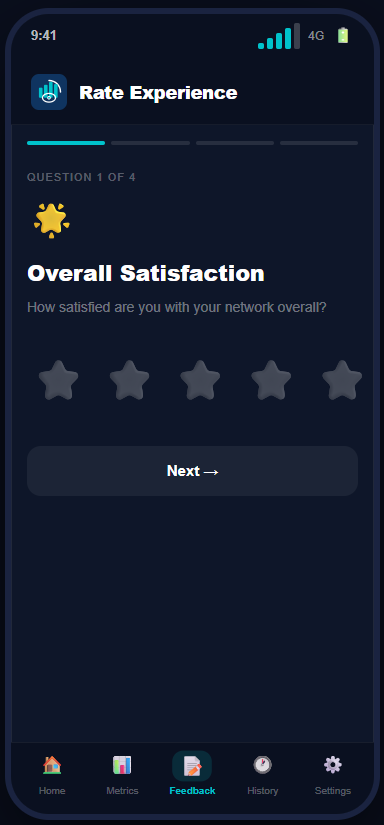 9:41
4G
Rate Experience
QUESTION 1 OF 4
Overall Satisfaction
How satisfied are you with your network overall?
Next →
Home
Metrics
Feedback
History
Settings